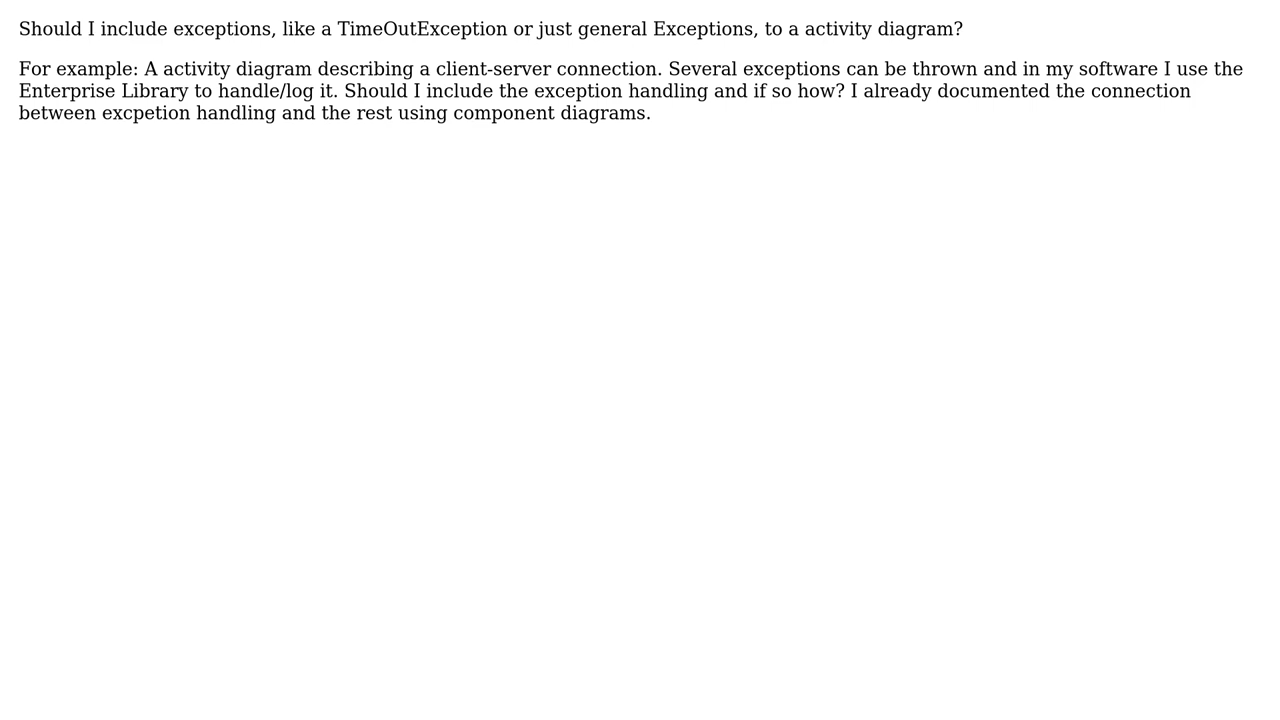 Should I include exceptions, like a TimeOutException or just general Exceptions, to a activity diagram?
For example: A activity diagram describing a client-server connection. Several exceptions can be thrown and in my software I use the
Enterprise Library to handle/log it. Should I include the exception handling and if so how? I already documented the connection
between excpetion handling and the rest using component diagrams.